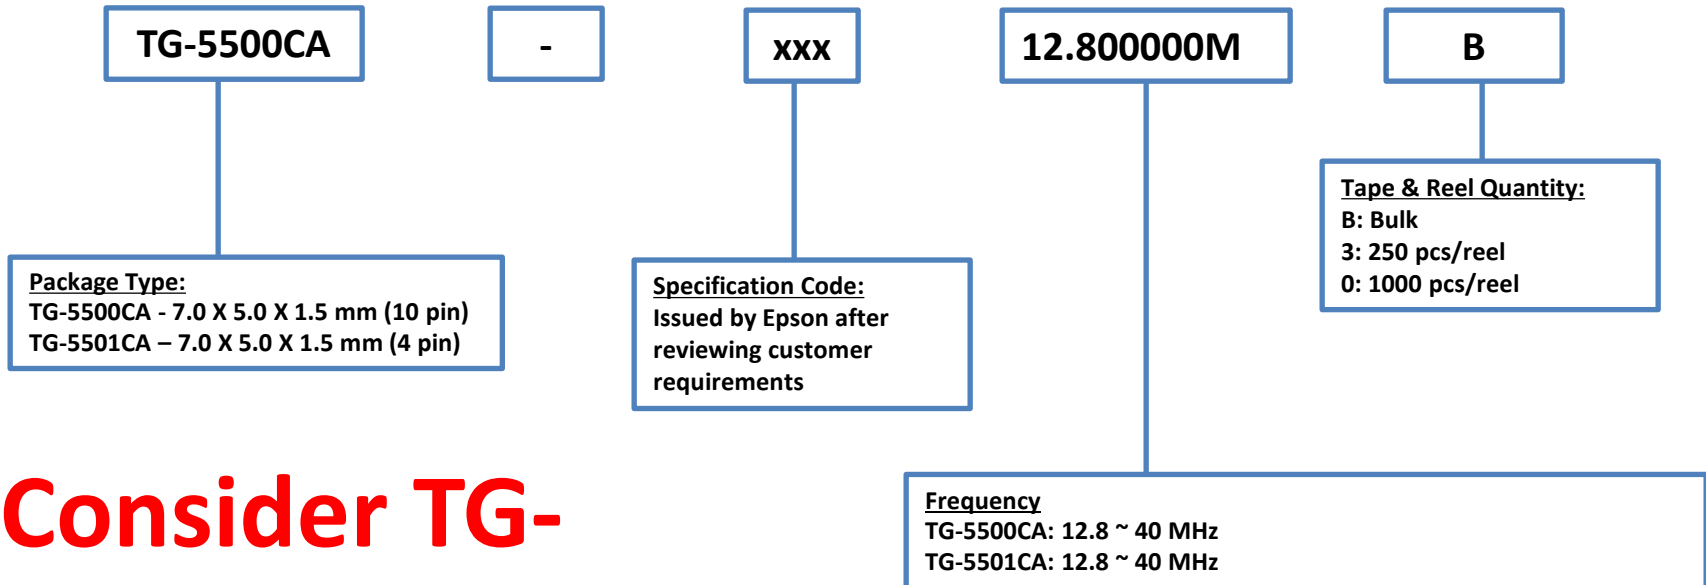 TG-5500CA - xxx 12.800000M B
Tape & Reel Quantity:
B: Bulk
3: 250 pcs/reel
0: 1000 pcs/reel
Package Type:
TG-5500CA - 7.0 X 5.0 X 1.5 mm (10 pin)
TG-5501CA – 7.0 X 5.0 X 1.5 mm (4 pin)
Specification Code:
Issued by Epson after
reviewing customer
requirements
Consider TG-
Frequency
TG-5500CA: 12.8 ~ 40 MHz
TG-5501CA: 12.8 ~ 40 MHz